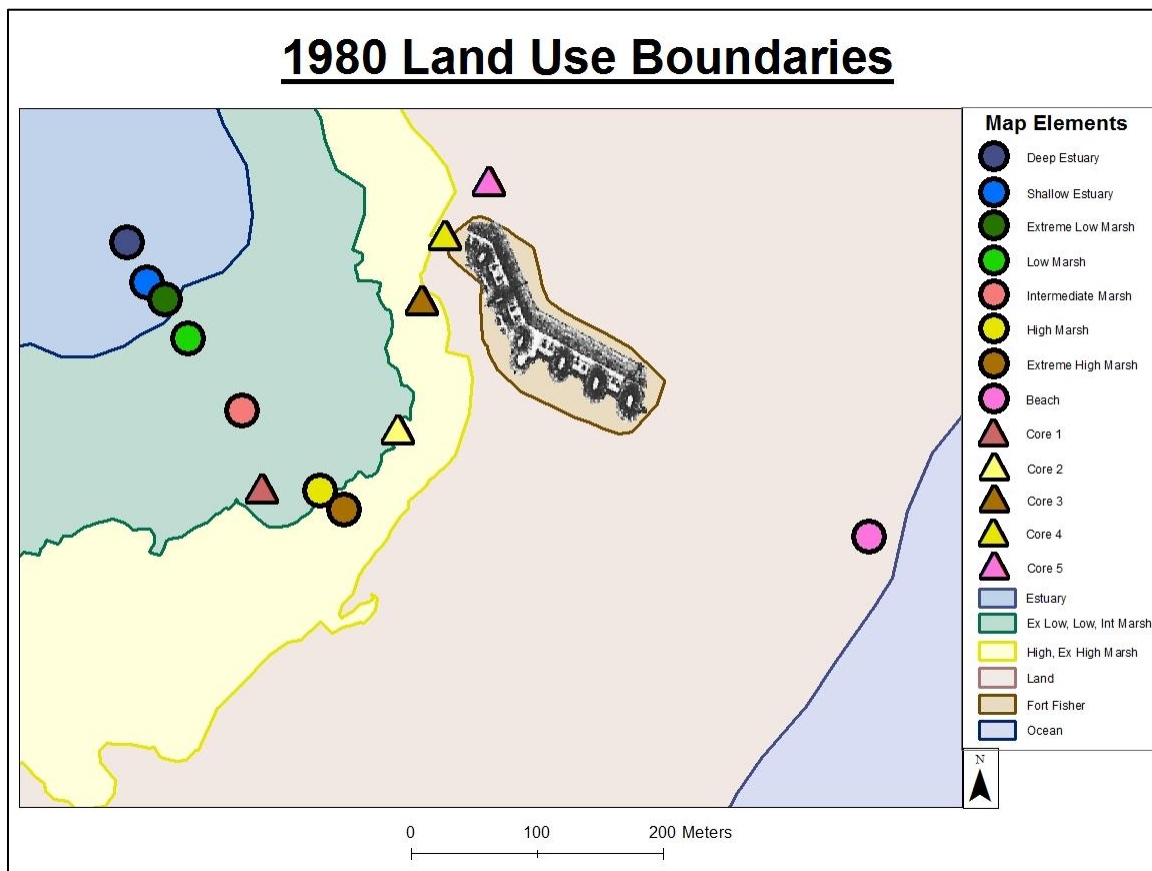 1980 Land Use Boundaries
Map Elements
Deep Estuary
Shallow Estuary
Extreme Low Marsh
Low Marsh
Intermediate Marsh
High Marsh
Extreme High Marsh
Beach
Core 1
Core 2
Core 3
Core 4
Core 5
Estuary
Ex Low, Low, Int Marsh
High, Ex High Marsh
Land
Fort Fisher
Ocean
N
0 100 200 Meters